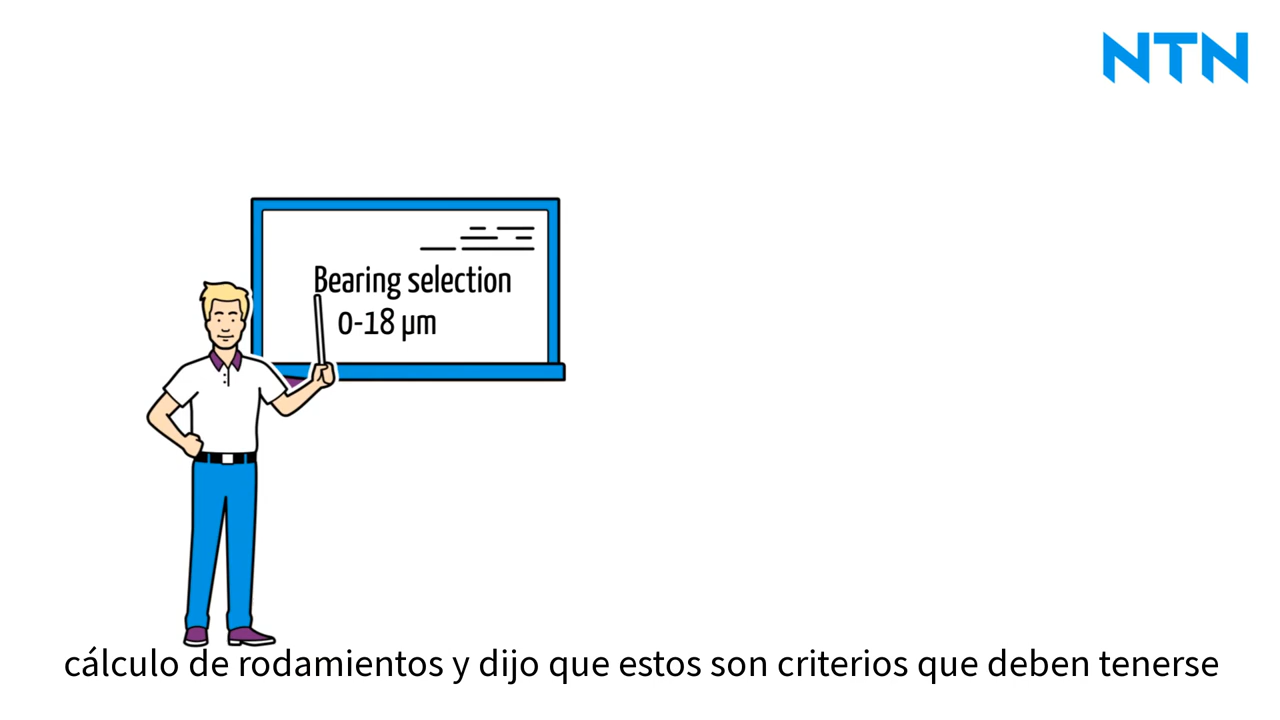 NTN
Bearing selection
0-18 µm
cálculo de rodamientos y dijo que estos son criterios que deben tenerse